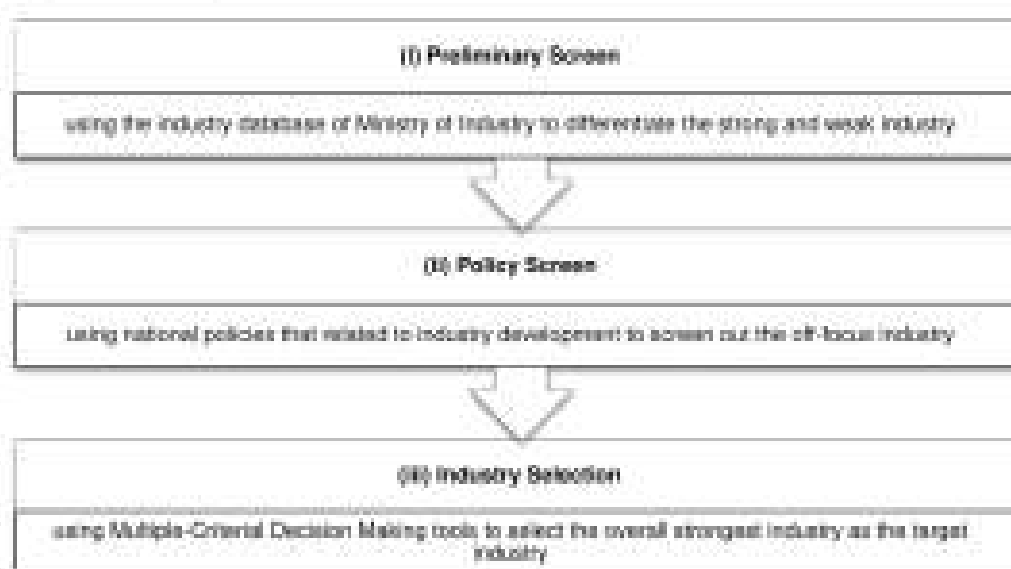 (i) Preliminary Screen
using the industry database of Ministry of Industry to differentiate the strong and weak industry
(ii) Policy Screen
using national policies that related to industry development to screen out the off-focus industry
(iii) Industry Selection
using Multiple-Criterial Decision Making tools to select the overall strongest industry as the target
industry